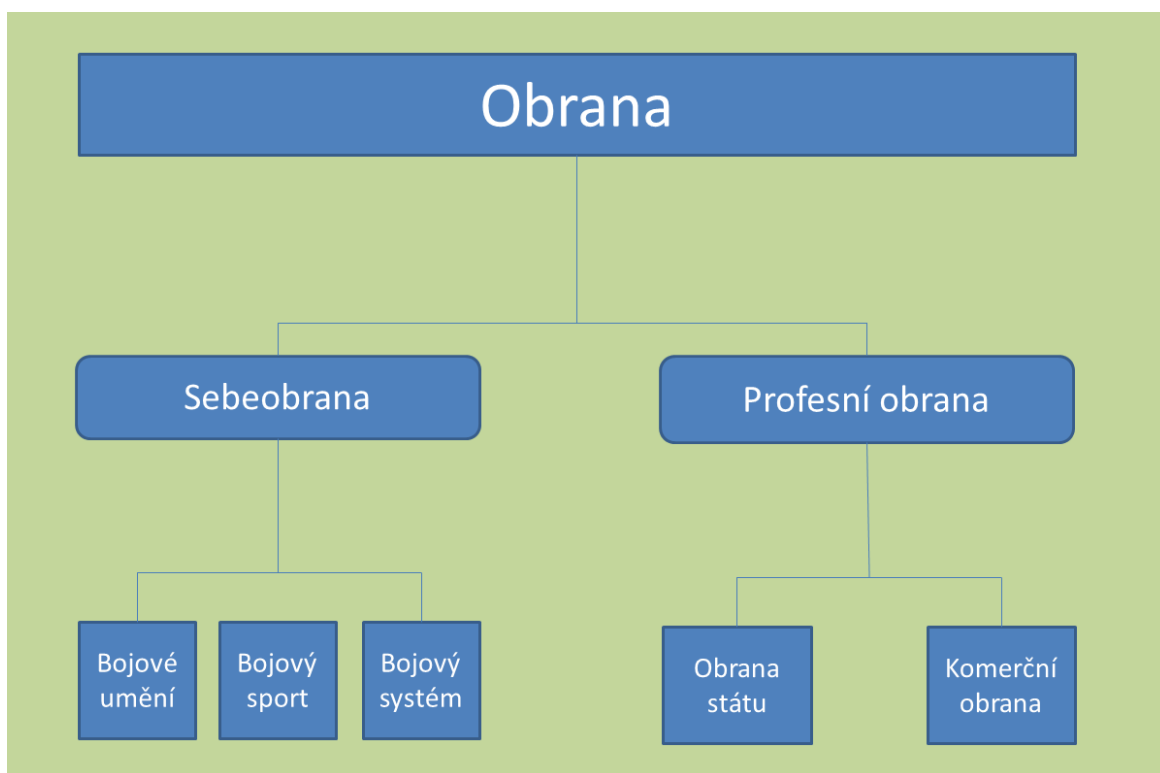 Obrana
Sebeobrana
Profesní obrana
Bojové
umění
Bojový
sport
Bojový
systém
Obrana
státu
Komerční
obrana